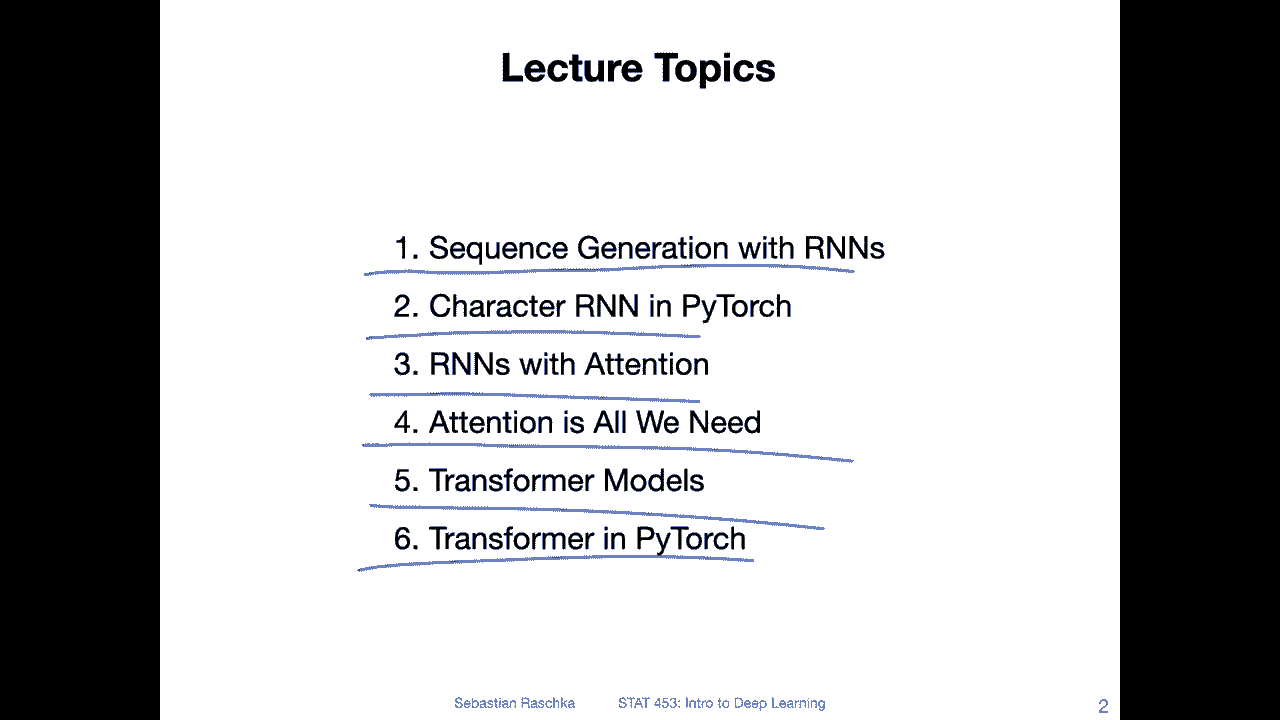 Lecture Topics
1. Sequence Generation with RNNs
2. Character RNN in PyTorch
3. RNNs with Attention
4. Attention is All We Need
5. Transformer Models
6. Transformer in PyTorch
Sebastian Raschka STAT 453: Intro to Deep Learning 2